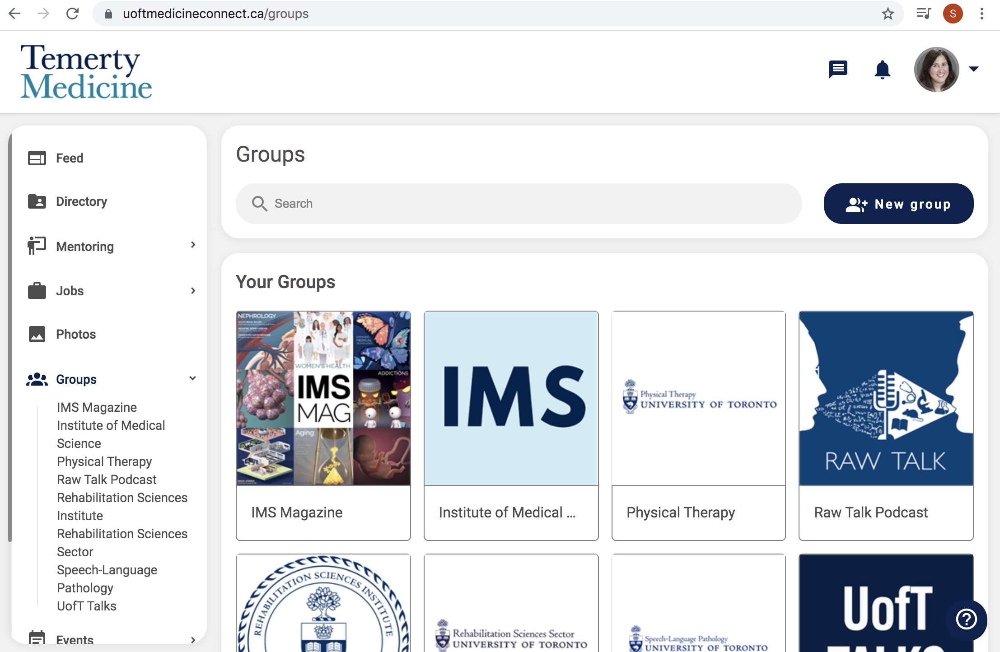 uoftmedicineconnect.ca/groups
S
Temerty
Medicine
Feed
Directory
Mentoring
Jobs
Photos
Groups
IMS Magazine
Institute of Medical
Science
Physical Therapy
Raw Talk Podcast
Rehabilitation Sciences
Institute
Rehabilitation Sciences
Sector
Speech-Language
Pathology
UofT Talks
Events
Groups
Search
New group
Your Groups
NEPHROLOGY
WOMEN'S HEALTH
EMERGING
MEDICAL
TECHNOLOGIES
IMS
MAG
ADDICTIONS
Aging
IMS Magazine
IMS
Institute of Medical ...
Physical Therapy
UNIVERSITY OF TORONTO
Physical Therapy
RAW TALK
Raw Talk Podcast
REHABILITATION SCIENCES INSTITUTE
Rehabilitation Sciences Sector
UNIVERSITY OF TORONTO
Speech-Language Pathology
UNIVERSITY OF TORONTO
UofT
TALKS
?